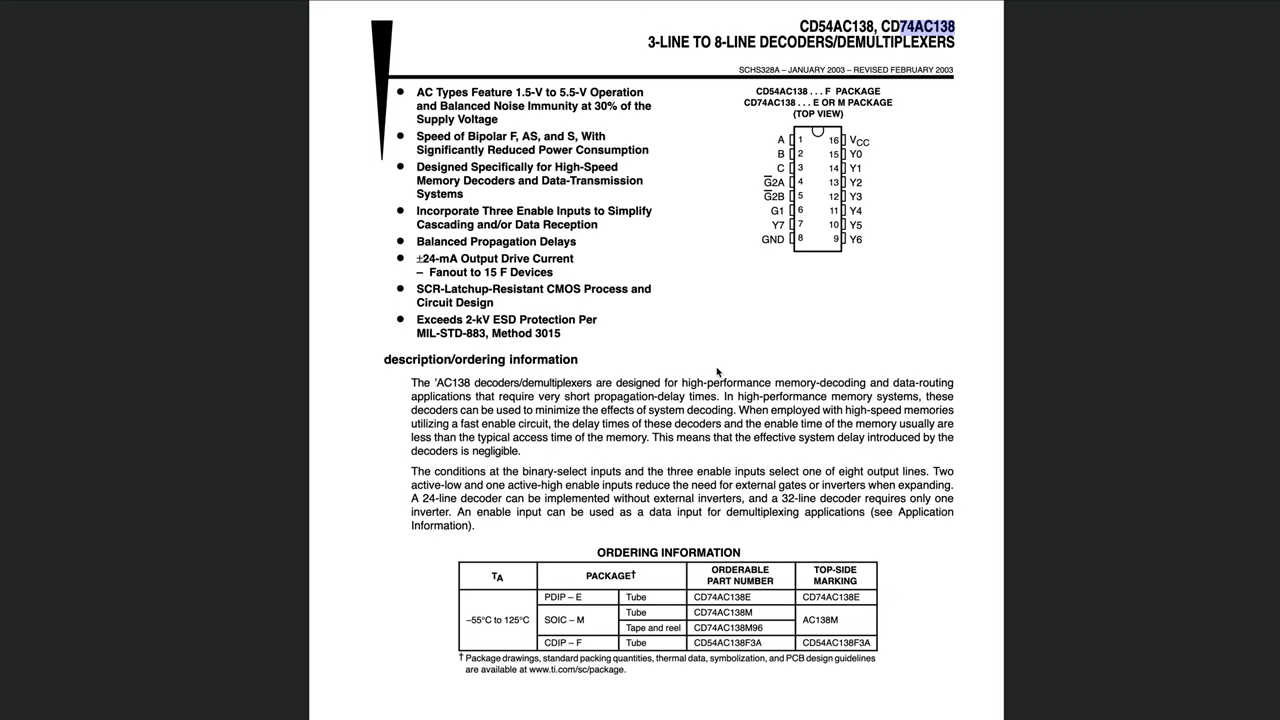 CD54AC138, CD74AC138
3-LINE TO 8-LINE DECODERS/DEMULTIPLEXERS
SCHS328A – JANUARY 2003 – REVISED FEBRUARY 2003
● AC Types Feature 1.5-V to 5.5-V Operation
and Balanced Noise Immunity at 30% of the
Supply Voltage
● Speed of Bipolar F, AS, and S, With
Significantly Reduced Power Consumption
● Designed Specifically for High-Speed
Memory Decoders and Data-Transmission
Systems
● Incorporate Three Enable Inputs to Simplify
Cascading and/or Data Reception
● Balanced Propagation Delays
● ±24-mA Output Drive Current
– Fanout to 15 F Devices
● SCR-Latchup-Resistant CMOS Process and
Circuit Design
● Exceeds 2-kV ESD Protection Per
MIL-STD-883, Method 3015
CD54AC138 . . . F PACKAGE
CD74AC138 . . . E OR M PACKAGE
(TOP VIEW)
A 1 16 VCC
B 2 15 Y0
C 3 14 Y1
G̅2A 4 13 Y2
G̅2B 5 12 Y3
G1 6 11 Y4
Y7 7 10 Y5
GND 8 9 Y6
description/ordering information
The 'AC138 decoders/demultiplexers are designed for high-performance memory-decoding and data-routing
applications that require very short propagation-delay times. In high-performance memory systems, these
decoders can be used to minimize the effects of system decoding. When employed with high-speed memories
utilizing a fast enable circuit, the delay times of these decoders and the enable time of the memory usually are
less than the typical access time of the memory. This means that the effective system delay introduced by the
decoders is negligible.
The conditions at the binary-select inputs and the three enable inputs select one of eight output lines. Two
active-low and one active-high enable inputs reduce the need for external gates or inverters when expanding.
A 24-line decoder can be implemented without external inverters, and a 32-line decoder requires only one
inverter. An enable input can be used as a data input for demultiplexing applications (see Application
Information).
ORDERING INFORMATION
TA PACKAGE† ORDERABLE PART NUMBER TOP-SIDE MARKING
–55°C to 125°C
PDIP – E Tube CD74AC138E CD74AC138E
SOIC – M Tube CD74AC138M AC138M
Tape and reel CD74AC138M96
CDIP – F Tube CD54AC138F3A CD54AC138F3A
† Package drawings, standard packing quantities, thermal data, symbolization, and PCB design guidelines
are available at www.ti.com/sc/package.